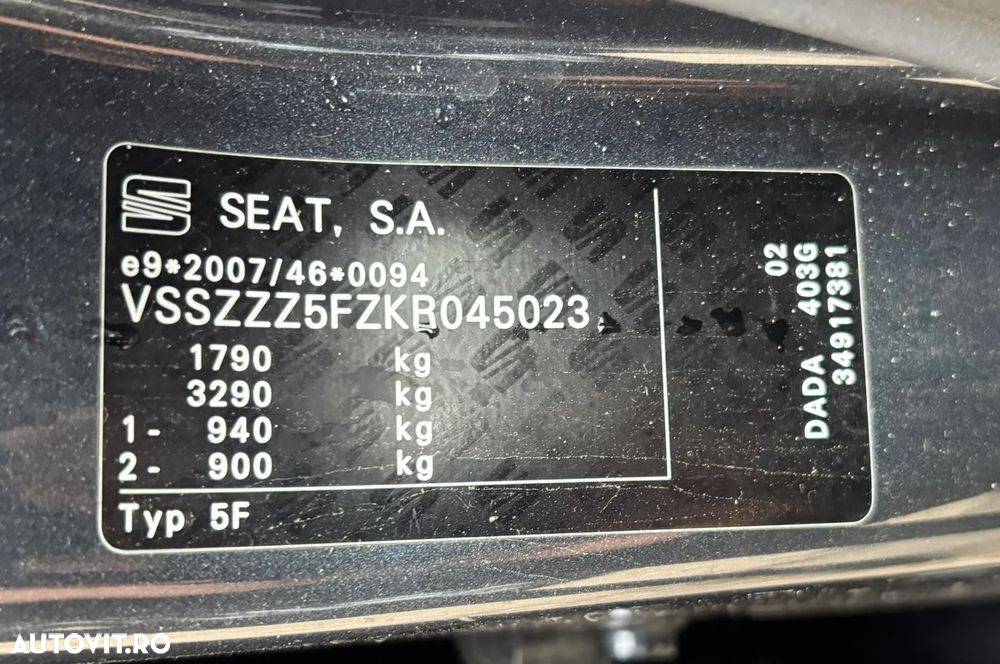 SEAT, S.A.
e9*2007/46*0094
VSSZZZ5FZKR045023
1790 kg
3290 kg
1- 940 kg
2- 900 kg
Typ 5F
02
DADA 403G
34917381
AUTOVIT.RO